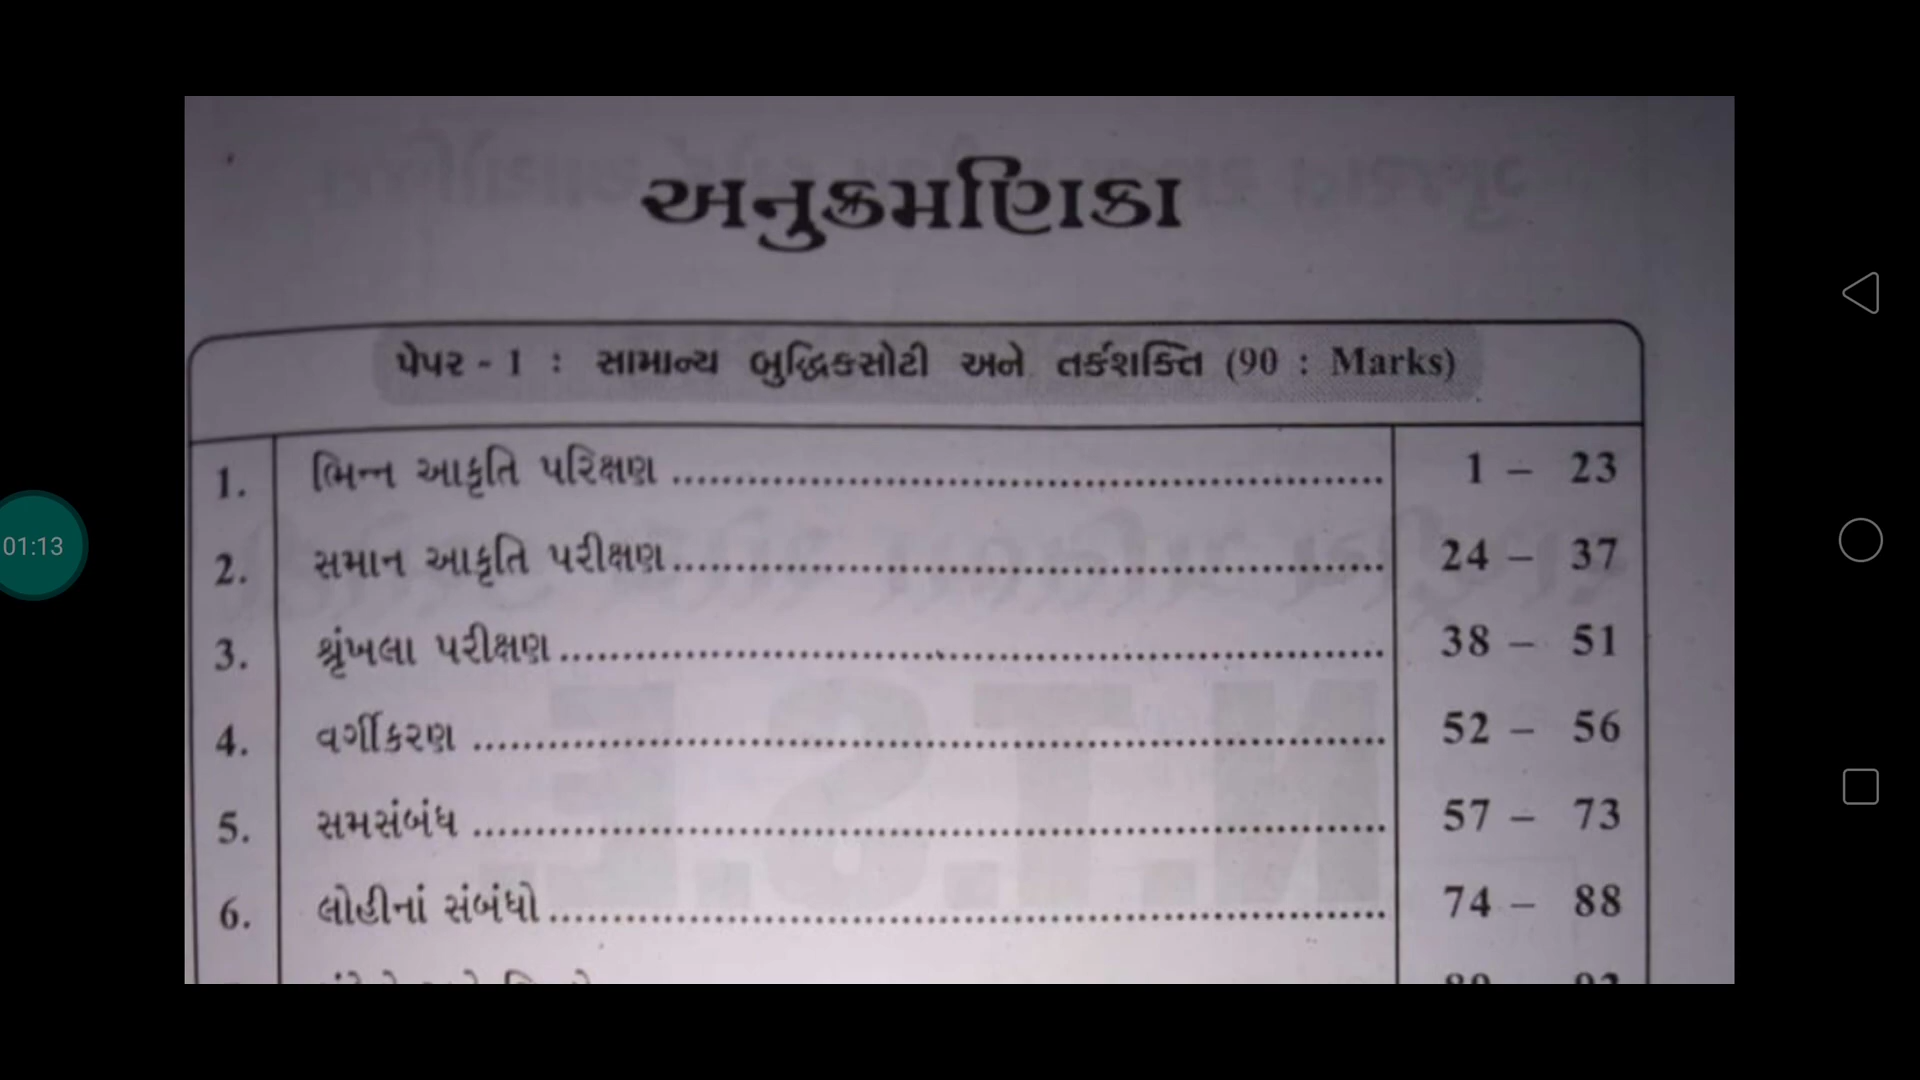 અનુક્રમણિકા
પેપર - 1 : સામાન્ય બુદ્ધિકસોટી અને તર્કશક્તિ (90 : Marks)
1. ભિન્ન આકૃતિ પરિક્ષણ ........ 1 – 23
2. સમાન આકૃતિ પરીક્ષણ ........ 24 – 37
3. શ્રૃંખલા પરીક્ષણ ........ 38 – 51
4. વર્ગીકરણ ........ 52 – 56
5. સમસંબંધ ........ 57 – 73
6. લોહીનાં સંબંધો ........ 74 – 88
01:13